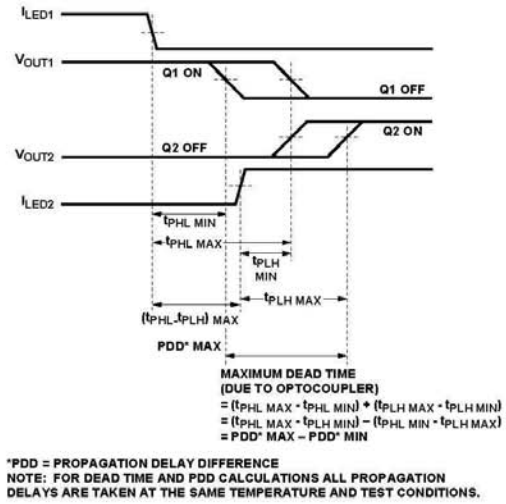 ILED1
VOUT1
Q1 ON
Q1 OFF
Q2 ON
Q2 OFF
VOUT2
ILED2
tPHL MIN
tPHL MAX
tPLH MIN
tPLH MAX
(tPHL-tPLH) MAX
PDD* MAX
MAXIMUM DEAD TIME
(DUE TO OPTOCOUPLER)
= (tPHL MAX - tPHL MIN) + (tPLH MAX - tPLH MIN)
= (tPHL MAX - tPLH MIN) – (tPHL MIN - tPLH MAX)
= PDD* MAX – PDD* MIN
*PDD = PROPAGATION DELAY DIFFERENCE
NOTE: FOR DEAD TIME AND PDD CALCULATIONS ALL PROPAGATION
DELAYS ARE TAKEN AT THE SAME TEMPERATURE AND TEST CONDITIONS.